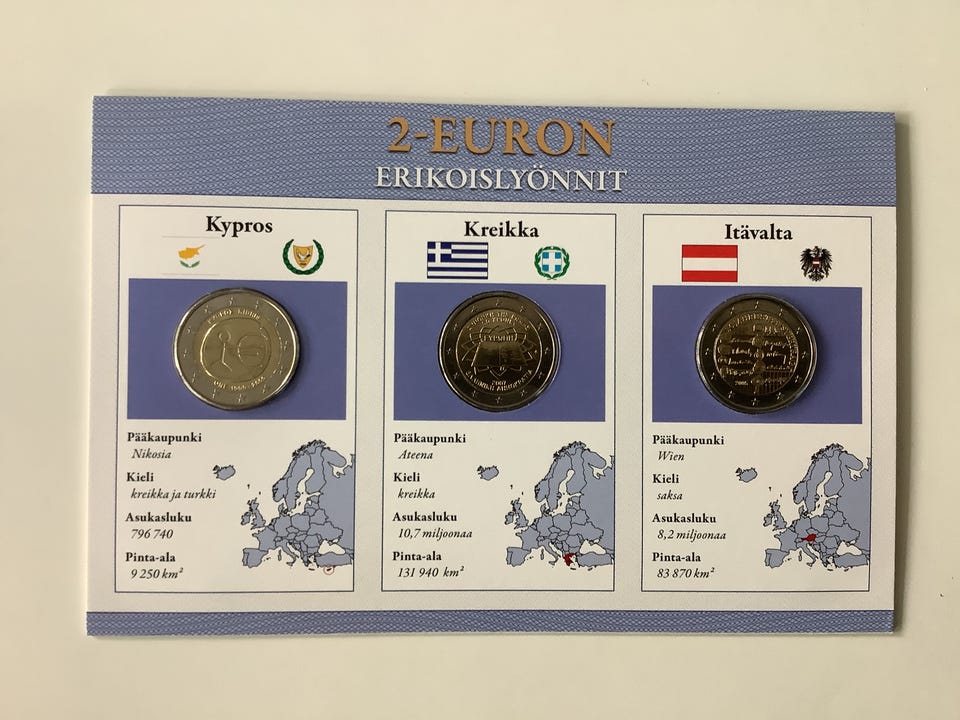 2-EURON
ERIKOISLYÖNNIT
Kypros
Pääkaupunki
Nikosia
Kieli
kreikka ja turkki
Asukasluku
796 740
Pinta-ala
9 250 km²
Kreikka
2007
Pääkaupunki
Ateena
Kieli
kreikka
Asukasluku
10,7 miljoonaa
Pinta-ala
131 940 km²
Itävalta
2005
Pääkaupunki
Wien
Kieli
saksa
Asukasluku
8,2 miljoonaa
Pinta-ala
83 870 km²